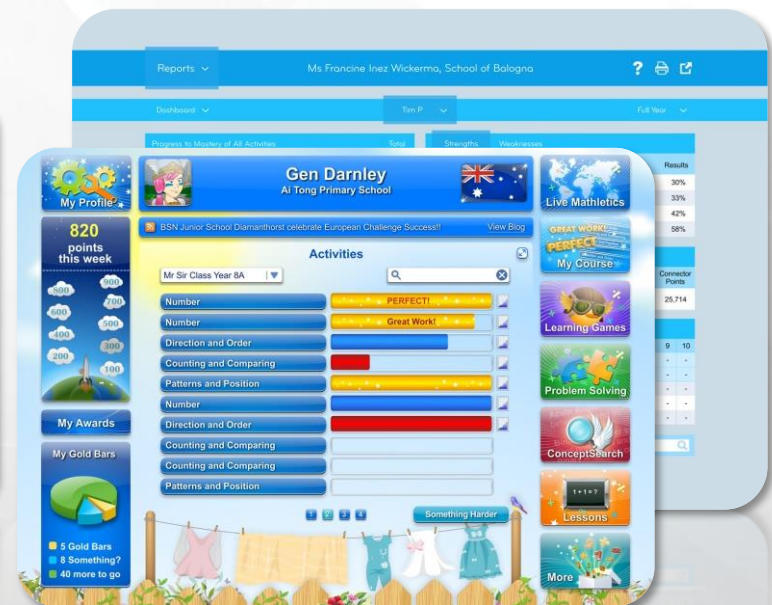 Reports
Ms Francine Inez Wickerma, School of Balogna
?
Dashboard
Tim P
Full Year
Progress to Mastery of All Activities
Total
Strengths
Weaknesses
Results
30%
33%
42%
58%
Connector
Points
25,714
9 10
- -
- -
- -
- -
My Profile
820
points
this week
900
800
700
600
500
400
300
200
100
My Awards
My Gold Bars
5 Gold Bars
8 Something?
40 more to go
Gen Darnley
Ai Tong Primary School
BSN Junior School Diamanthorst celebrate European Challenge Success!!
View Blog
Activities
Mr Sir Class Year 8A
Number
PERFECT!
Number
Great Work!
Direction and Order
Counting and Comparing
Patterns and Position
Number
Direction and Order
Counting and Comparing
Counting and Comparing
Patterns and Position
1 2 3 4
Something Harder
Live Mathletics
GREAT WORK!
PERFECT
My Course
Learning Games
Problem Solving
ConceptSearch
1+1=?
Lessons
More